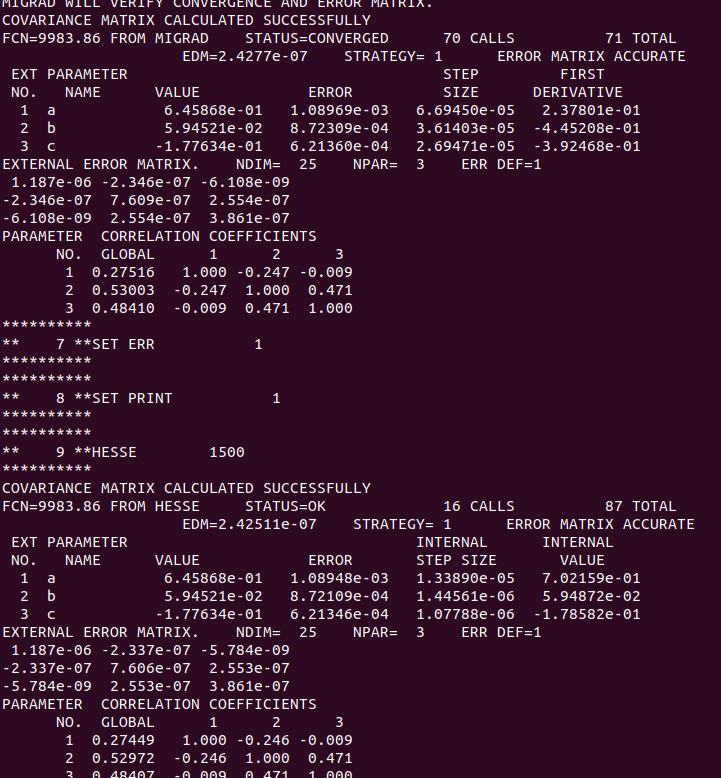 MIGRAD WILL VERIFY CONVERGENCE AND ERROR MATRIX.
COVARIANCE MATRIX CALCULATED SUCCESSFULLY
FCN=9983.86 FROM MIGRAD    STATUS=CONVERGED      70 CALLS          71 TOTAL
                    EDM=2.4277e-07    STRATEGY= 1      ERROR MATRIX ACCURATE
 EXT PARAMETER                                   STEP         FIRST
 NO.   NAME      VALUE            ERROR          SIZE      DERIVATIVE
  1  a            6.45868e-01   1.08969e-03   6.69450e-05   2.37801e-01
  2  b            5.94521e-02   8.72309e-04   3.61405e-05  -4.45208e-01
  3  c           -1.77634e-01   6.21360e-04   2.69471e-05  -3.92468e-01
EXTERNAL ERROR MATRIX.    NDIM=  25    NPAR=  3    ERR DEF=1
 1.187e-06 -2.346e-07 -6.108e-09
-2.346e-07  7.609e-07  2.554e-07
-6.108e-09  2.554e-07  3.861e-07
PARAMETER  CORRELATION COEFFICIENTS
      NO.  GLOBAL      1      2      3
       1  0.27516   1.000 -0.247 -0.009
       2  0.53003  -0.247  1.000  0.471
       3  0.48410  -0.009  0.471  1.000
**********
**    7 **SET ERR           1
**********
**********
**    8 **SET PRINT           1
**********
**********
**    9 **HESSE        1500
**********
COVARIANCE MATRIX CALCULATED SUCCESSFULLY
FCN=9983.86 FROM HESSE     STATUS=OK             16 CALLS          87 TOTAL
                    EDM=2.42511e-07    STRATEGY= 1      ERROR MATRIX ACCURATE
 EXT PARAMETER                                INTERNAL      INTERNAL
 NO.   NAME      VALUE            ERROR       STEP SIZE       VALUE
  1  a            6.45868e-01   1.08948e-03   1.33890e-05   7.02159e-01
  2  b            5.94521e-02   8.72109e-04   1.44561e-06   5.94872e-02
  3  c           -1.77634e-01   6.21346e-04   1.07788e-06  -1.78582e-01
EXTERNAL ERROR MATRIX.    NDIM=  25    NPAR=  3    ERR DEF=1
 1.187e-06 -2.337e-07 -5.784e-09
-2.337e-07  7.606e-07  2.553e-07
-5.784e-09  2.553e-07  3.861e-07
PARAMETER  CORRELATION COEFFICIENTS
      NO.  GLOBAL      1      2      3
       1  0.27449   1.000 -0.246 -0.009
       2  0.52972  -0.246  1.000  0.471
       3  0.48407  -0.009  0.471  1.000